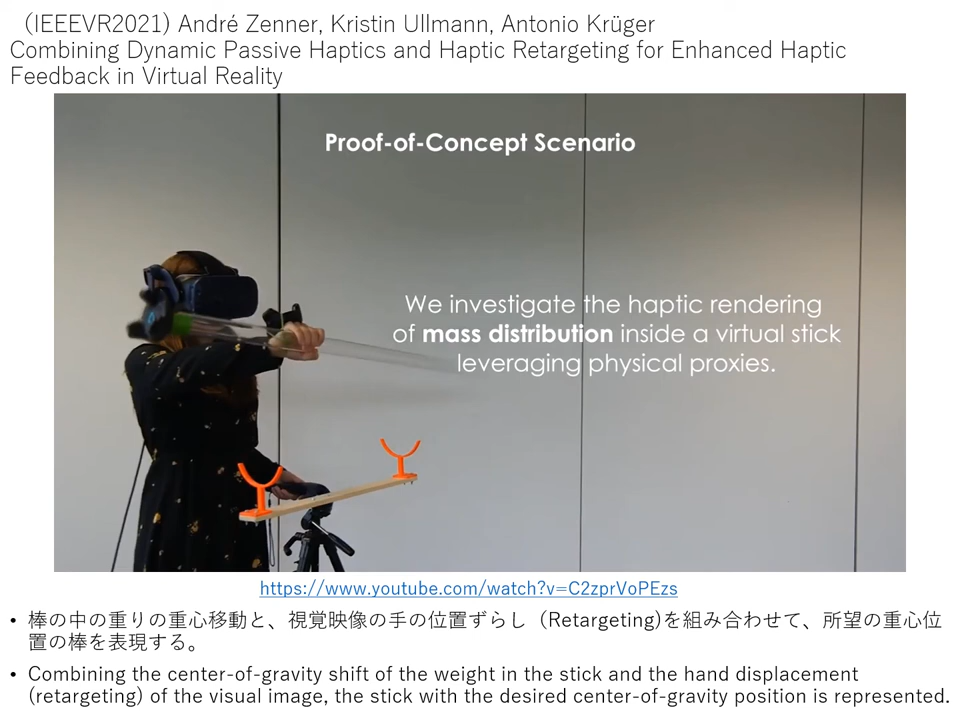 （IEEEVR2021) André Zenner, Kristin Ullmann, Antonio Krüger
Combining Dynamic Passive Haptics and Haptic Retargeting for Enhanced Haptic
Feedback in Virtual Reality
Proof-of-Concept Scenario
We investigate the haptic rendering
of mass distribution inside a virtual stick
leveraging physical proxies.
https://www.youtube.com/watch?v=C2zprVoPEzs
• 棒の中の重りの重心移動と、視覚映像の手の位置ずらし（Retargeting)を組み合わせて、所望の重心位
置の棒を表現する。
• Combining the center-of-gravity shift of the weight in the stick and the hand displacement
(retargeting) of the visual image, the stick with the desired center-of-gravity position is represented.